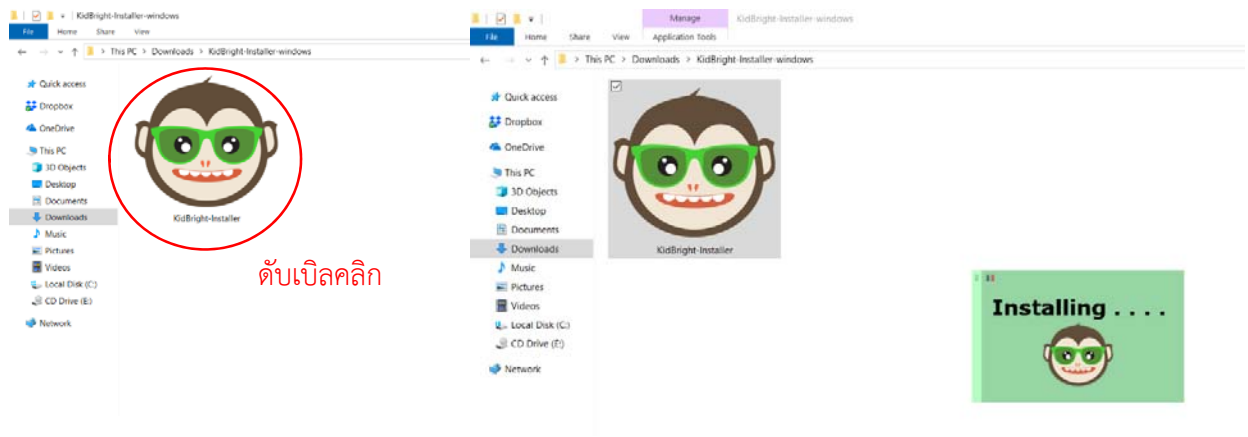 KidBright-Installer-windows
File Home Share View
This PC > Downloads > KidBright-Installer-windows
Quick access
Dropbox
OneDrive
This PC
3D Objects
Desktop
Documents
Downloads
Music
Pictures
Videos
Local Disk (C:)
CD Drive (E:)
Network
KidBright-Installer
ดับเบิลคลิก
Manage KidBright-Installer-windows
File Home Share View Application Tools
This PC > Downloads > KidBright-Installer-windows
Quick access
Dropbox
OneDrive
This PC
3D Objects
Desktop
Documents
Downloads
Music
Pictures
Videos
Local Disk (C:)
CD Drive (E:)
Network
KidBright-Installer
Installing . . . .